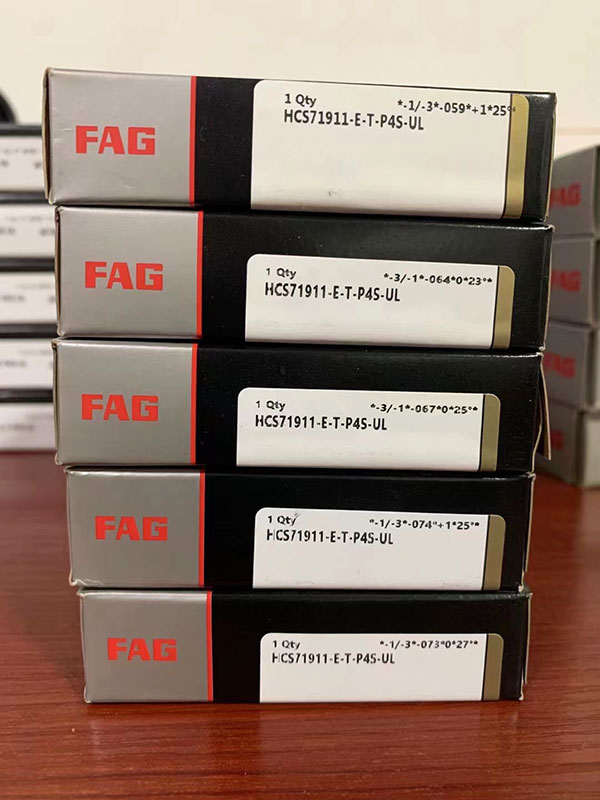 FAG
1 Qty *-1/-3*-059*+1*25°*
HCS71911-E-T-P4S-UL
FAG
1 Qty *-3/-1*-064*0*23°*
HCS71911-E-T-P4S-UL
FAG
1 Qty *-3/-1*-067*0*25°*
HCS71911-E-T-P4S-UL
FAG
1 Qty *-1/-3*-074*+1*25°*
HCS71911-E-T-P4S-UL
FAG
1 Qty *-1/-3*-073*0*27°*
HCS71911-E-T-P4S-UL